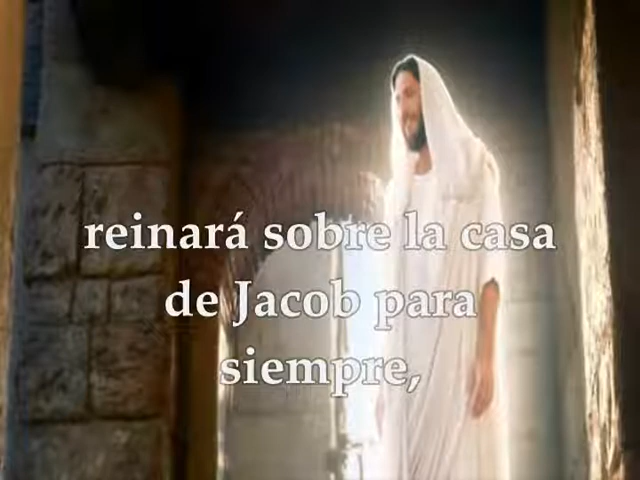 reinará sobre la casa
de Jacob para
siempre,